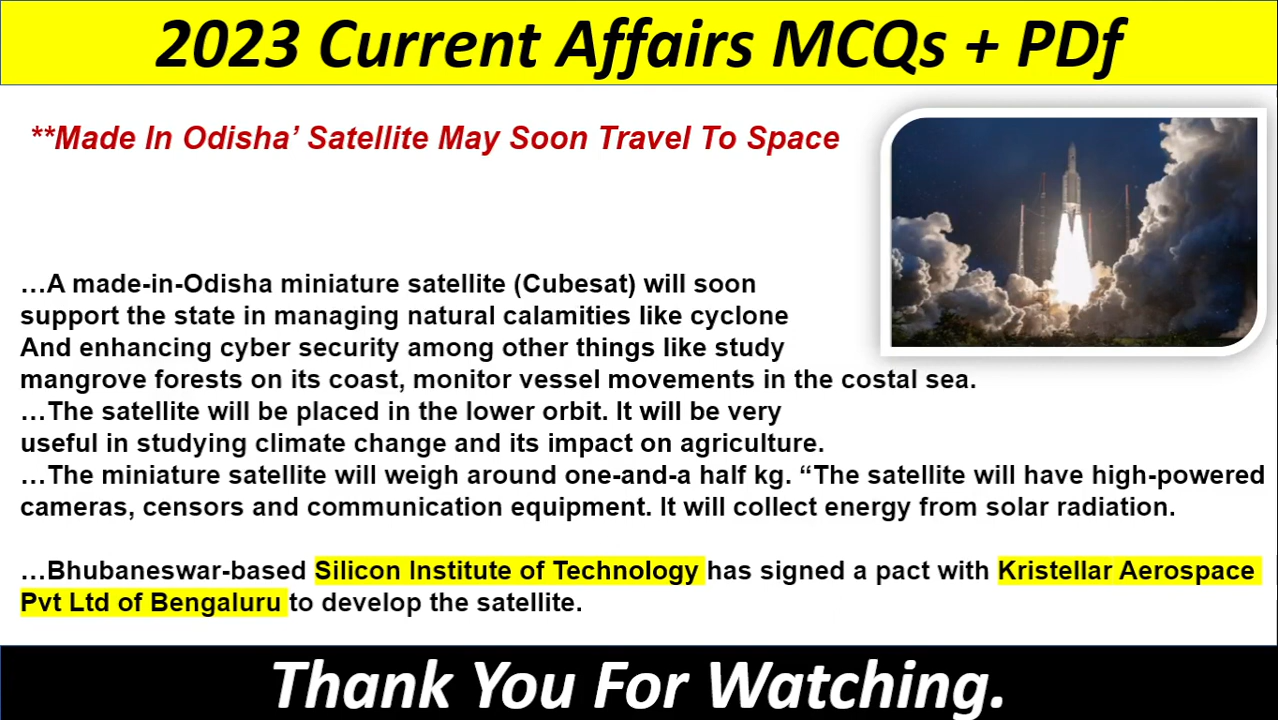 2023 Current Affairs MCQs + PDf
**Made In Odisha’ Satellite May Soon Travel To Space
…A made-in-Odisha miniature satellite (Cubesat) will soon
support the state in managing natural calamities like cyclone
And enhancing cyber security among other things like study
mangrove forests on its coast, monitor vessel movements in the costal sea.
…The satellite will be placed in the lower orbit. It will be very
useful in studying climate change and its impact on agriculture.
…The miniature satellite will weigh around one-and-a half kg. “The satellite will have high-powered
cameras, censors and communication equipment. It will collect energy from solar radiation.
…Bhubaneswar-based Silicon Institute of Technology has signed a pact with Kristellar Aerospace
Pvt Ltd of Bengaluru to develop the satellite.
Thank You For Watching.